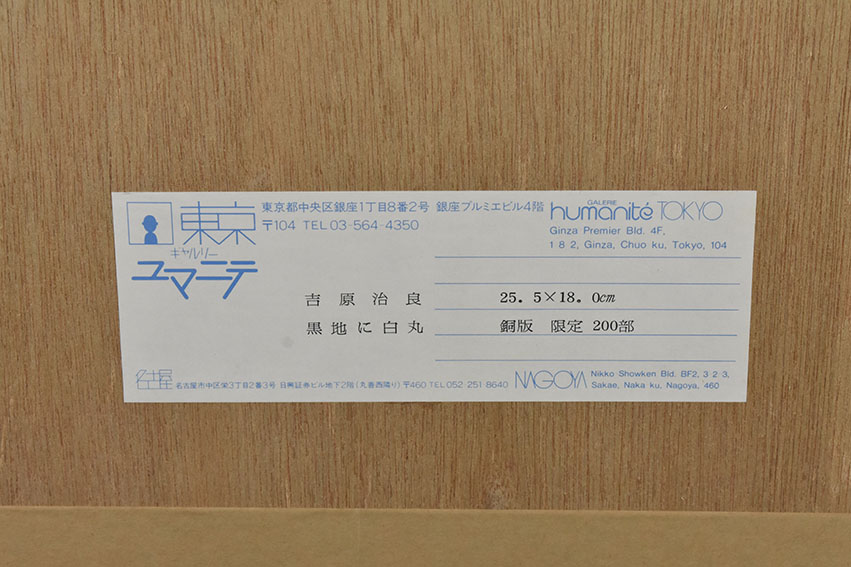 東京
ギャルリー
ユマニテ
東京都中央区銀座1丁目8番2号 銀座プルミエビル4階
〒104 TEL 03-564-4350
GALERIE
humanité TOKYO
Ginza Premier Bld. 4F,
1 8 2, Ginza, Chuo ku, Tokyo, 104
吉原治良 25.5×18.0cm
黒地に白丸 銅版 限定 200部
名古屋 名古屋市中区栄3丁目2番3号 日興証券ビル地下2階(丸善西隣り) 〒460 TEL 052 251 8640
NAGOYA Nikko Showken Bld. BF2, 3 2 3,
Sakae, Naka ku, Nagoya, 460